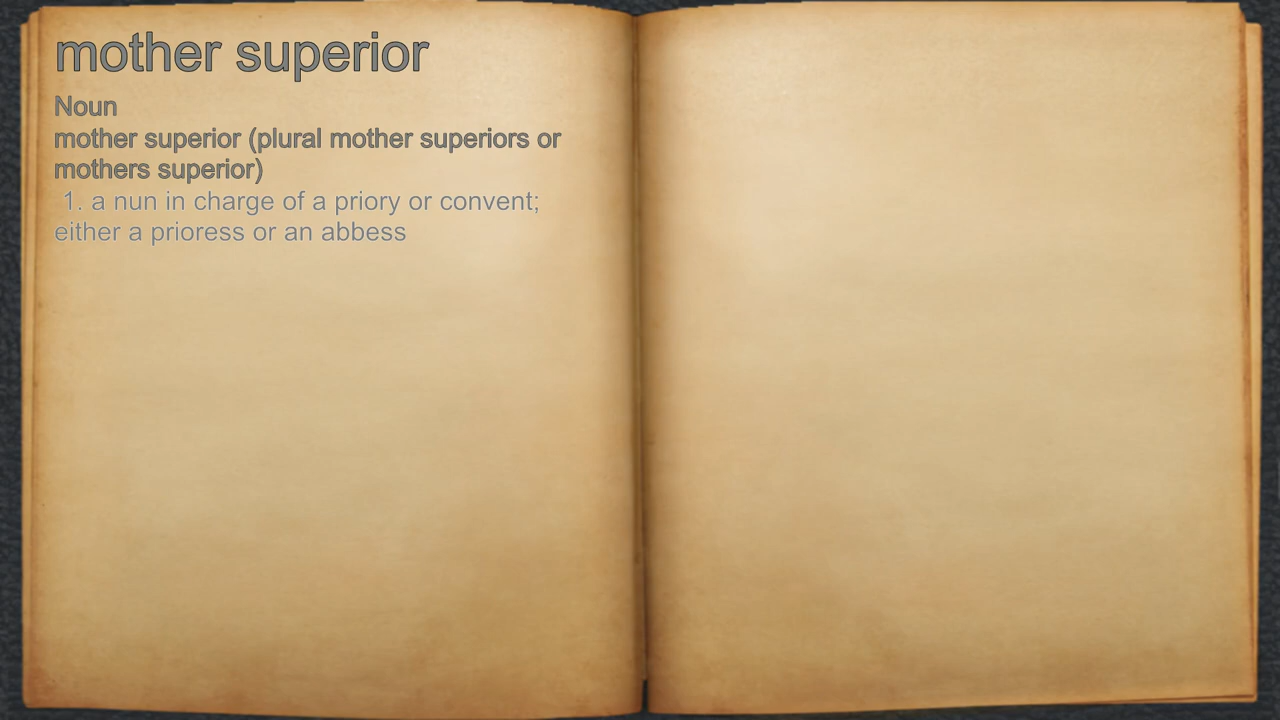 mother superior
Noun
mother superior (plural mother superiors or
mothers superior)
1. a nun in charge of a priory or convent;
either a prioress or an abbess